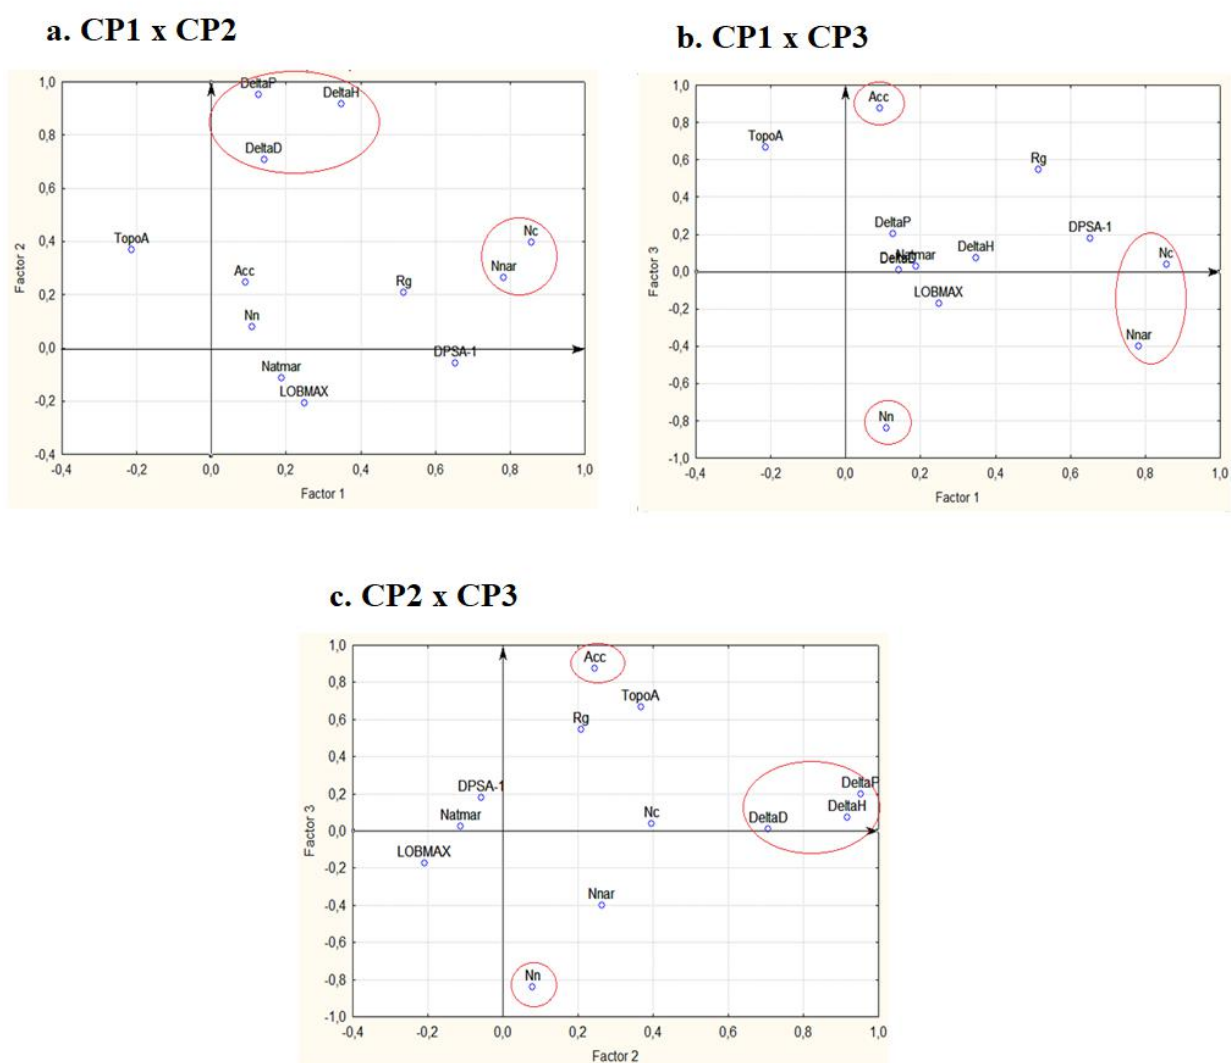 a. CP1 x CP2
b. CP1 x CP3
1,0
0,8
0,6
0,4
0,2
0,0
-0,2
-0,4
Factor 2
DeltaP
DeltaH
DeltaD
TopoA
Nc
Acc
Nnar
Rg
Nn
DPSA-1
Natmar
LOBMAX
-0,4 -0,2 0,0 0,2 0,4 0,6 0,8 1,0
Factor 1
1,0
0,8
0,6
0,4
0,2
0,0
-0,2
-0,4
-0,6
-0,8
-1,0
Factor 3
Acc
TopoA
Rg
DeltaP
DPSA-1
DeltaH
Natmar
DeltaD
Nc
LOBMAX
Nnar
Nn
-0,4 -0,2 0,0 0,2 0,4 0,6 0,8 1,0
Factor 1
c. CP2 x CP3
1,0
0,8
0,6
0,4
0,2
0,0
-0,2
-0,4
-0,6
-0,8
-1,0
Factor 3
Acc
TopoA
Rg
DPSA-1
DeltaP
Natmar
Nc
DeltaH
DeltaD
LOBMAX
Nnar
Nn
-0,4 -0,2 0,0 0,2 0,4 0,6 0,8 1,0
Factor 2